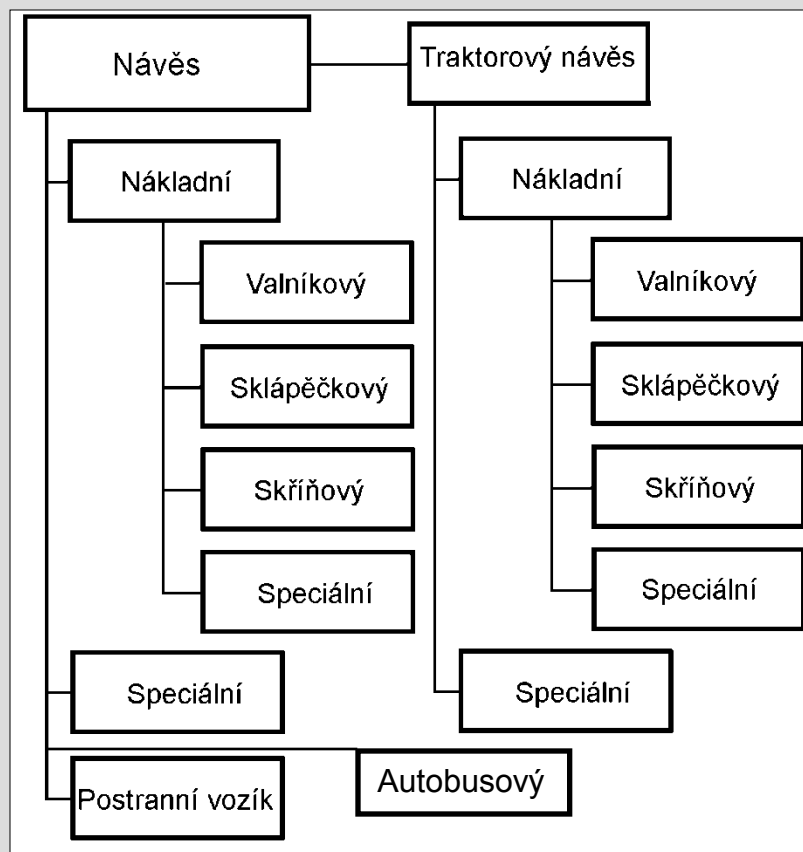 Návěs
Traktorový návěs
Nákladní
Nákladní
Valníkový
Valníkový
Sklápěčkový
Sklápěčkový
Skříňový
Skříňový
Speciální
Speciální
Speciální
Speciální
Autobusový
Postranní vozík